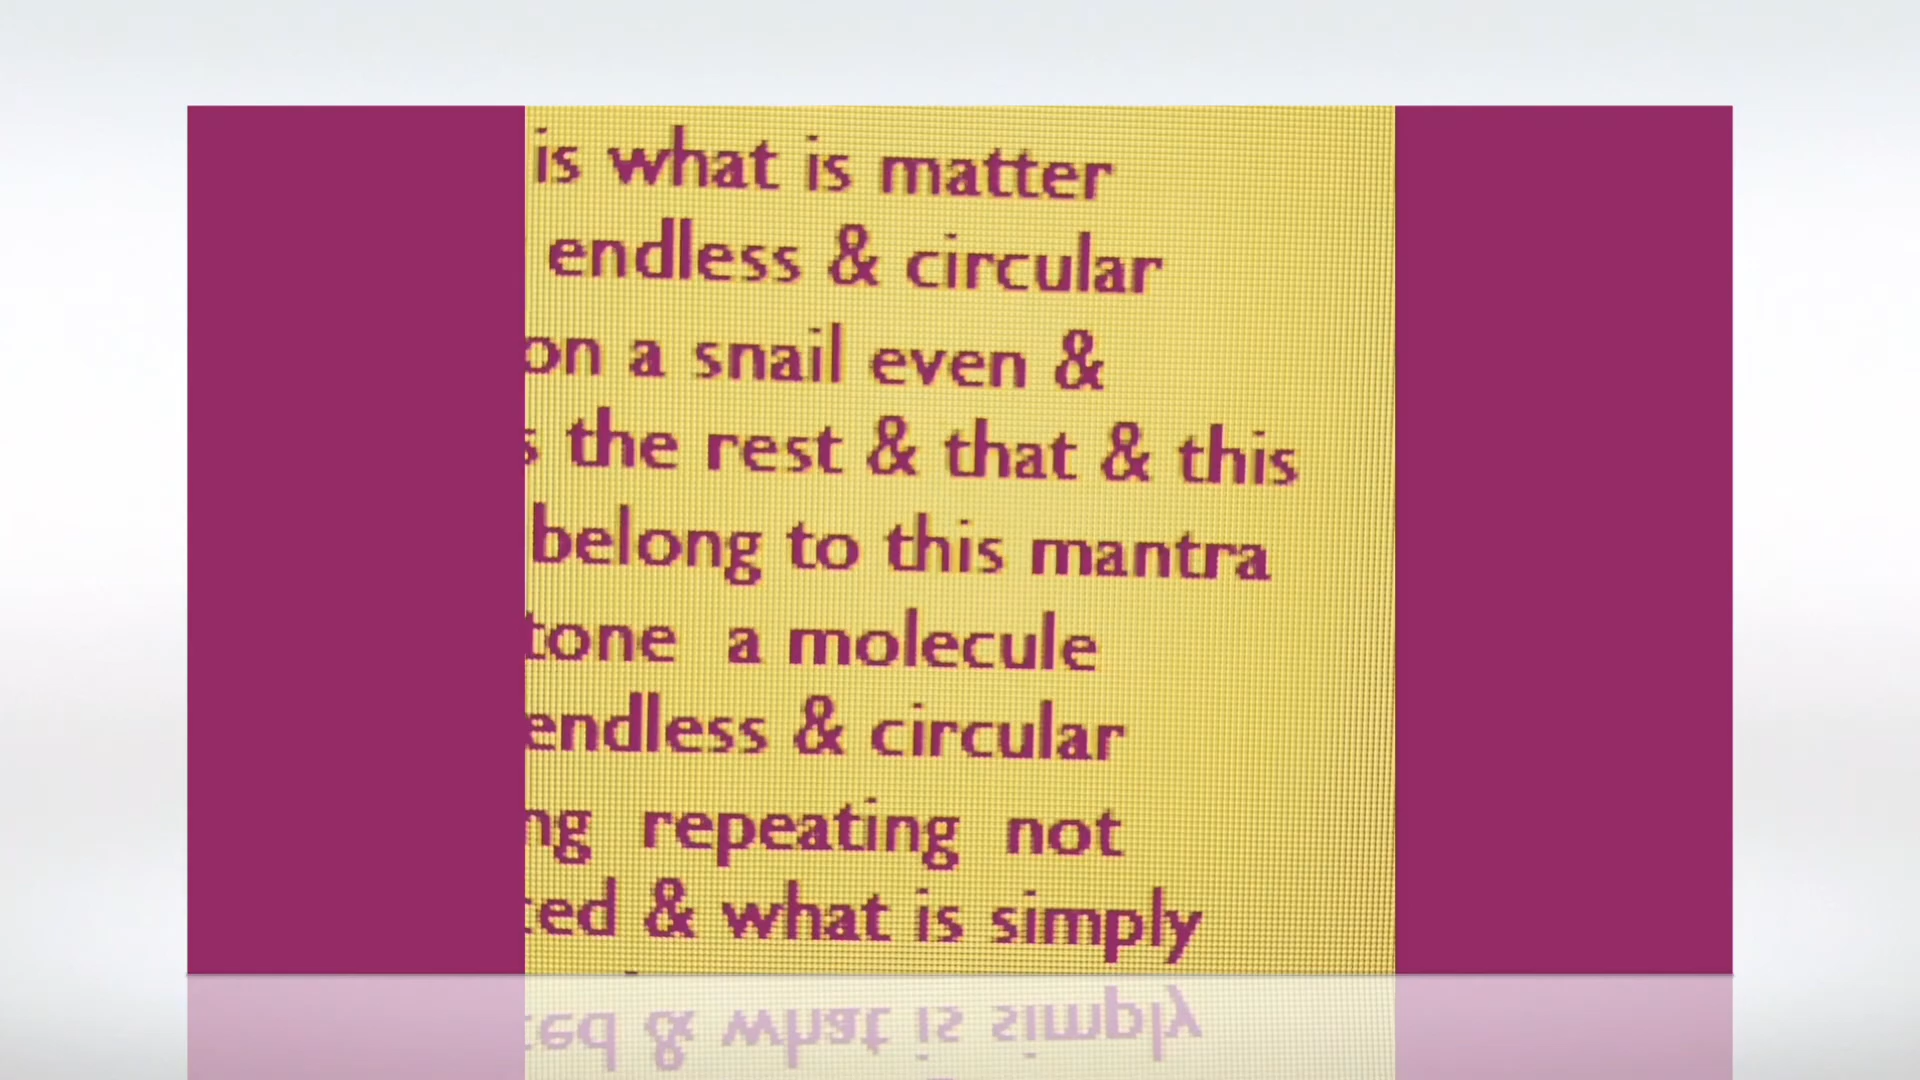 is what is matter
endless & circular
on a snail even &
the rest & that & this
belong to this mantra
a molecule
endless & circular
repeating not
& what is simply